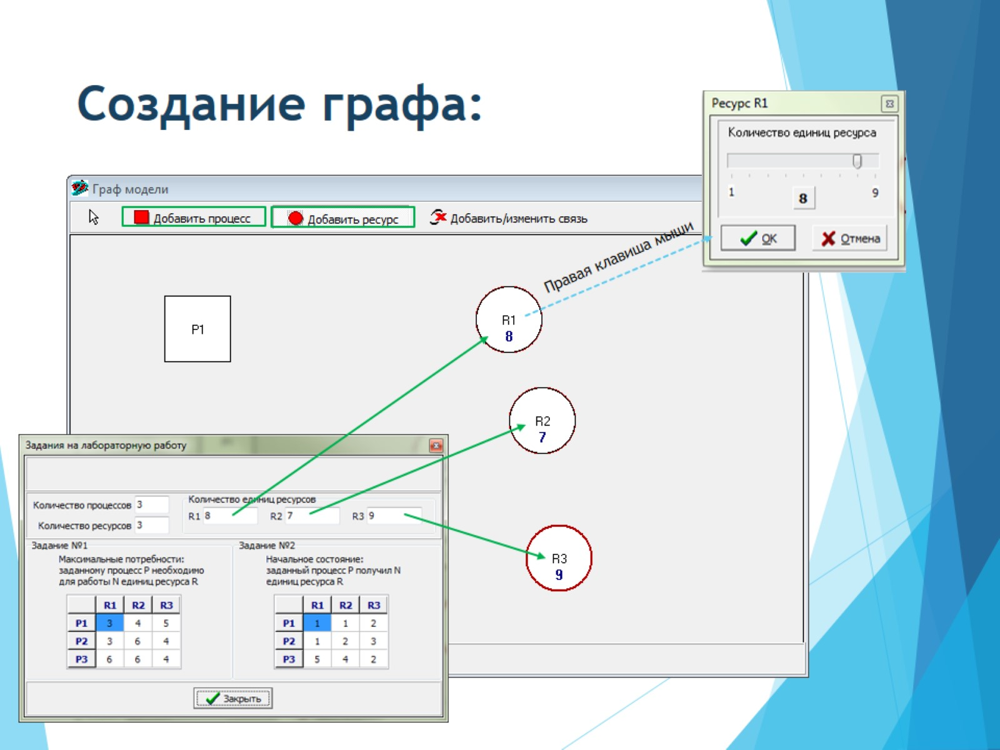 Создание графа:
Ресурс R1
Количество единиц ресурса
1 8 9
OK Отмена
Граф модели
Добавить процесс Добавить ресурс Добавить/изменить связь
Правая клавиша мыши
P1
R1
8
R2
7
R3
9
Задания на лабораторную работу
Количество процессов 3
Количество ресурсов 3
Количество единиц ресурсов
R1 8 R2 7 R3 9
Задание №1
Максимальные потребности:
заданному процесс P необходимо
для работы N единиц ресурса R
R1 R2 R3
P1 3 4 5
P2 3 6 4
P3 6 6 4
Задание №2
Начальное состояние:
заданный процесс P получил N
единиц ресурса R
R1 R2 R3
P1 1 1 2
P2 1 2 3
P3 5 4 2
Закрыть